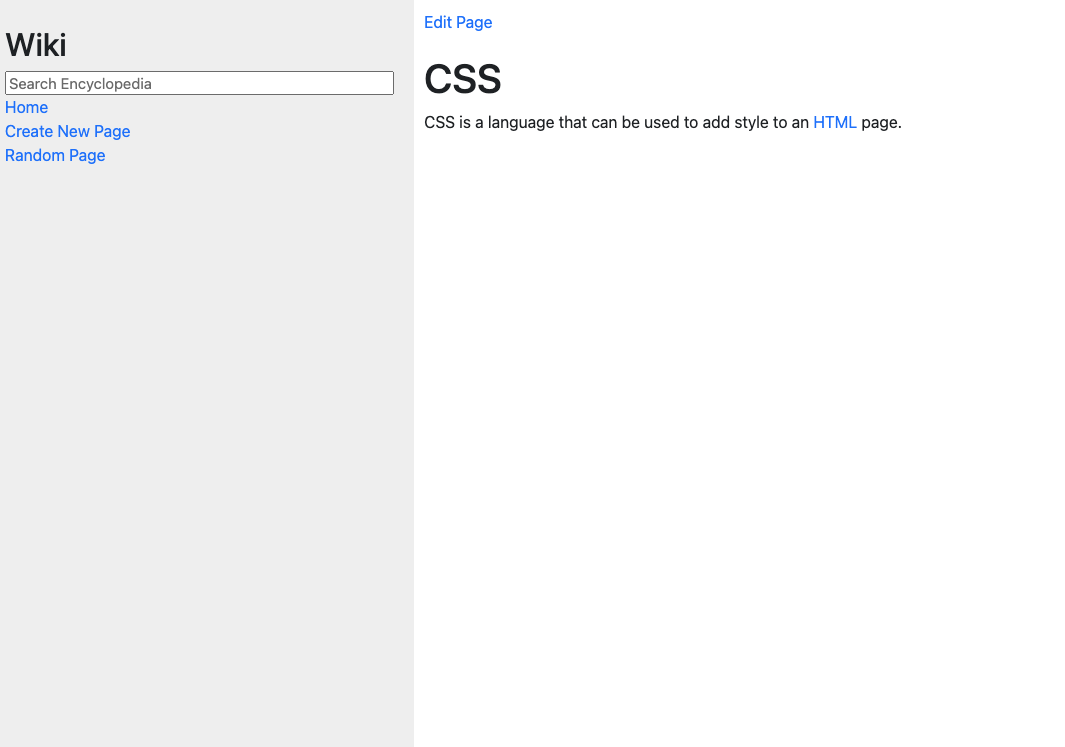 Wiki
Search Encyclopedia
Home
Create New Page
Random Page
Edit Page
CSS
CSS is a language that can be used to add style to an HTML page.